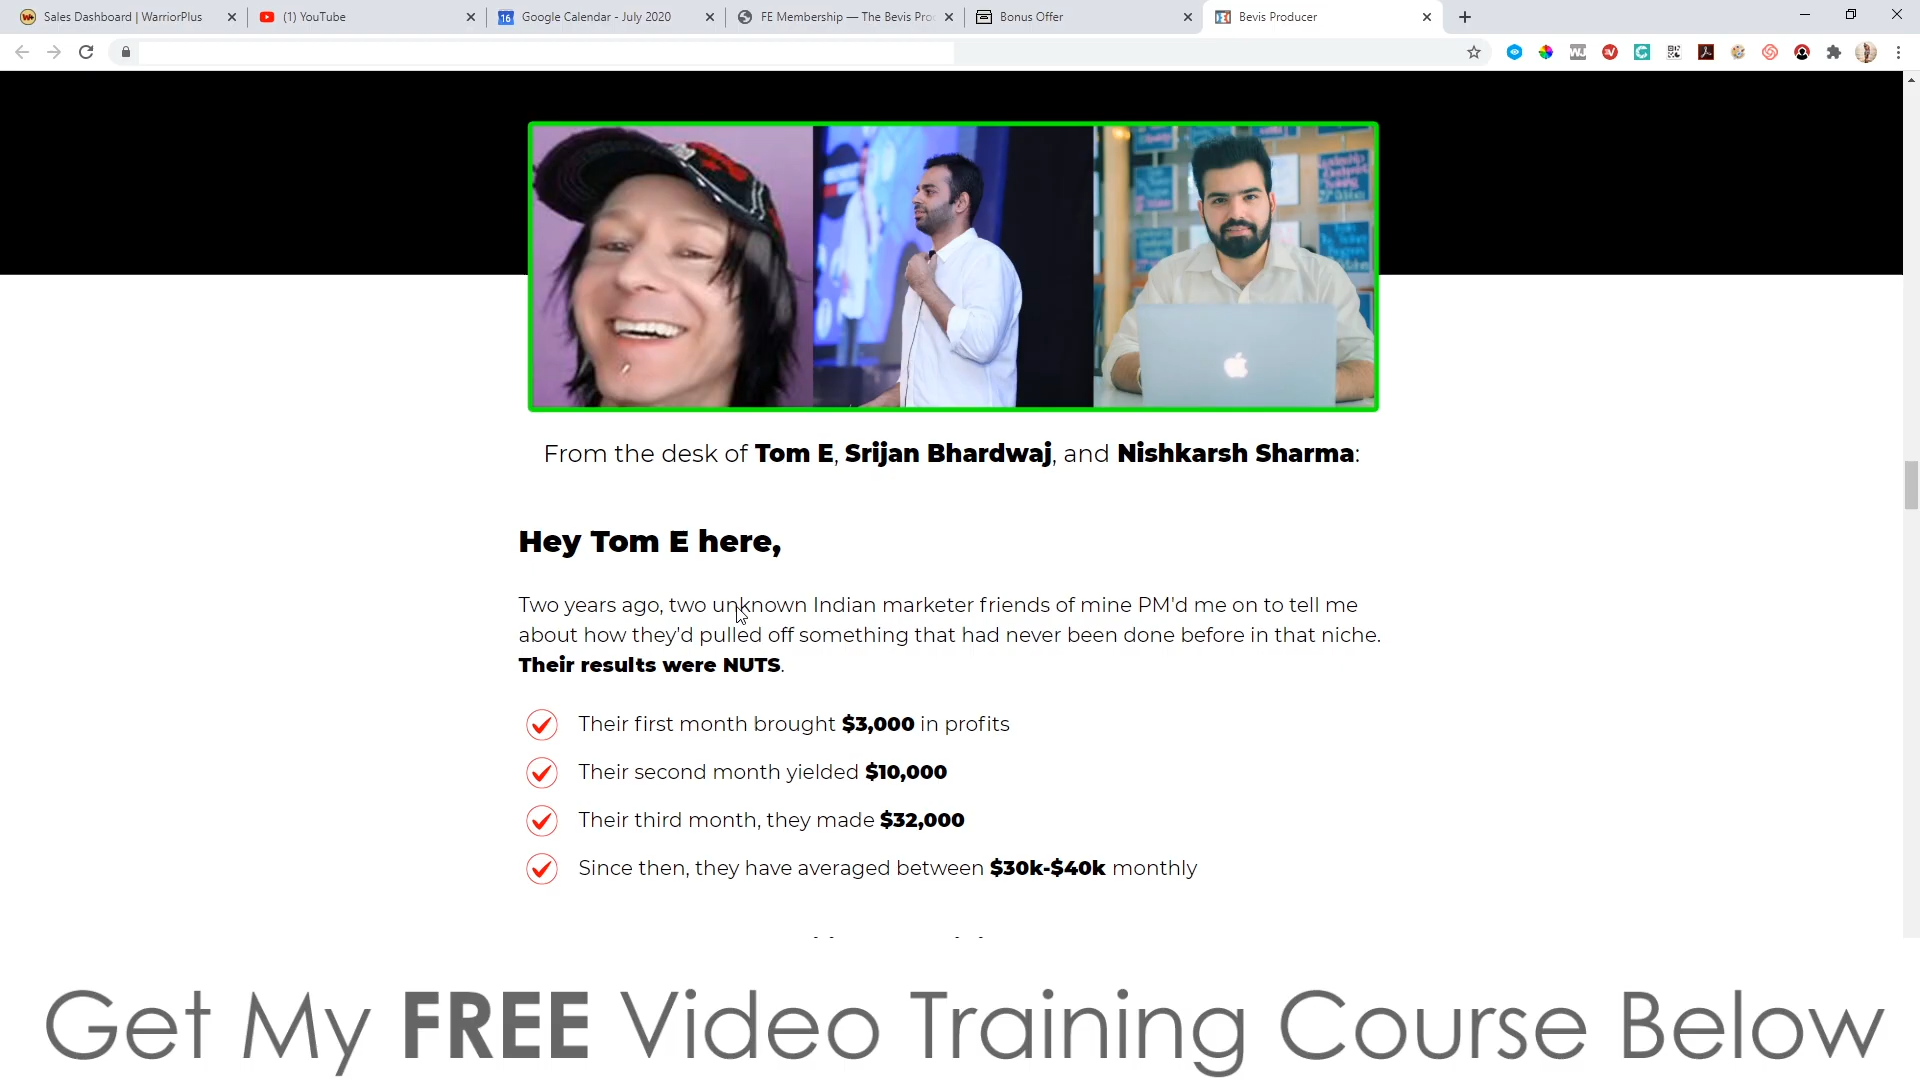 Sales Dashboard | WarriorPlus
(1) YouTube
Google Calendar - July 2020
FE Membership — The Bevis Pro
Bonus Offer
Bevis Producer
From the desk of Tom E, Srijan Bhardwaj, and Nishkarsh Sharma:
Hey Tom E here,
Two years ago, two unknown Indian marketer friends of mine PM'd me on to tell me
about how they'd pulled off something that had never been done before in that niche.
Their results were NUTS.
Their first month brought $3,000 in profits
Their second month yielded $10,000
Their third month, they made $32,000
Since then, they have averaged between $30k-$40k monthly
Get My FREE Video Training Course Below